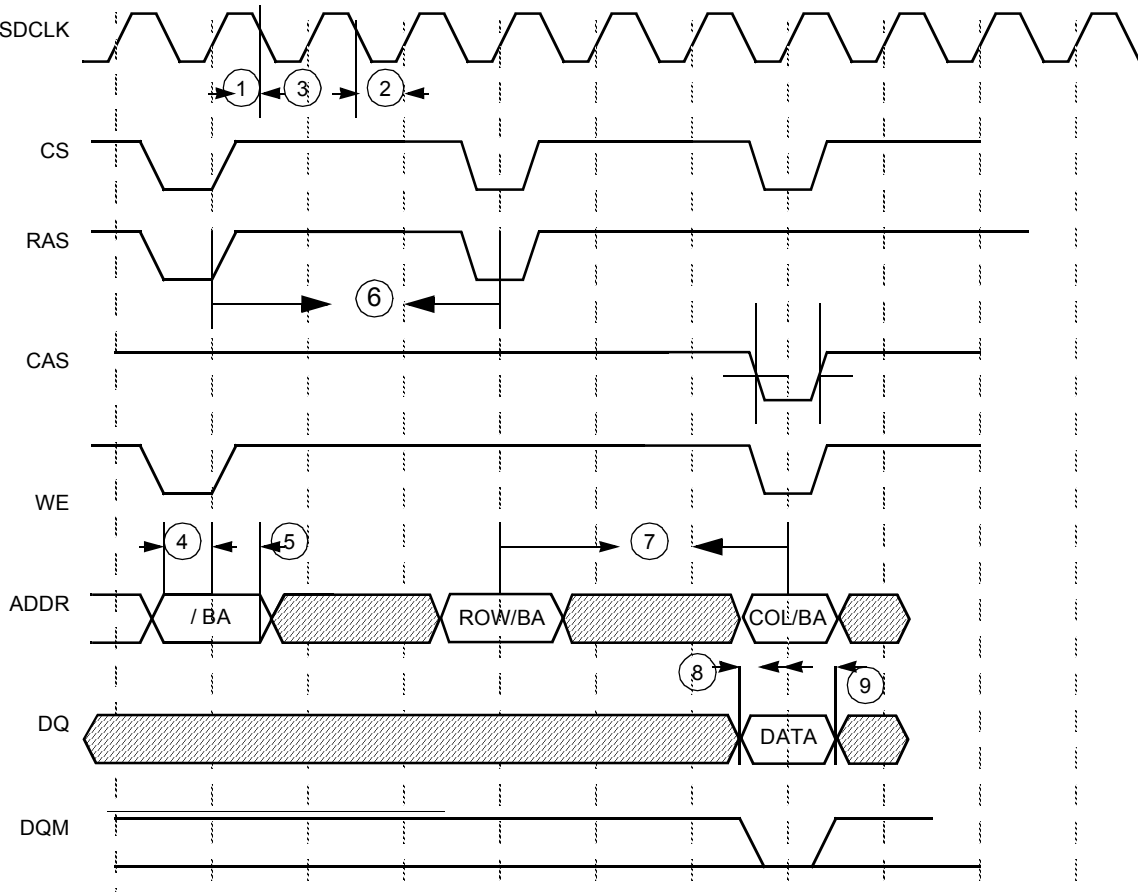 SDCLK
1 3 2
CS
RAS
6
CAS
WE
4 5 7
ADDR / BA ROW/BA COL/BA
8 9
DQ DATA
DQM